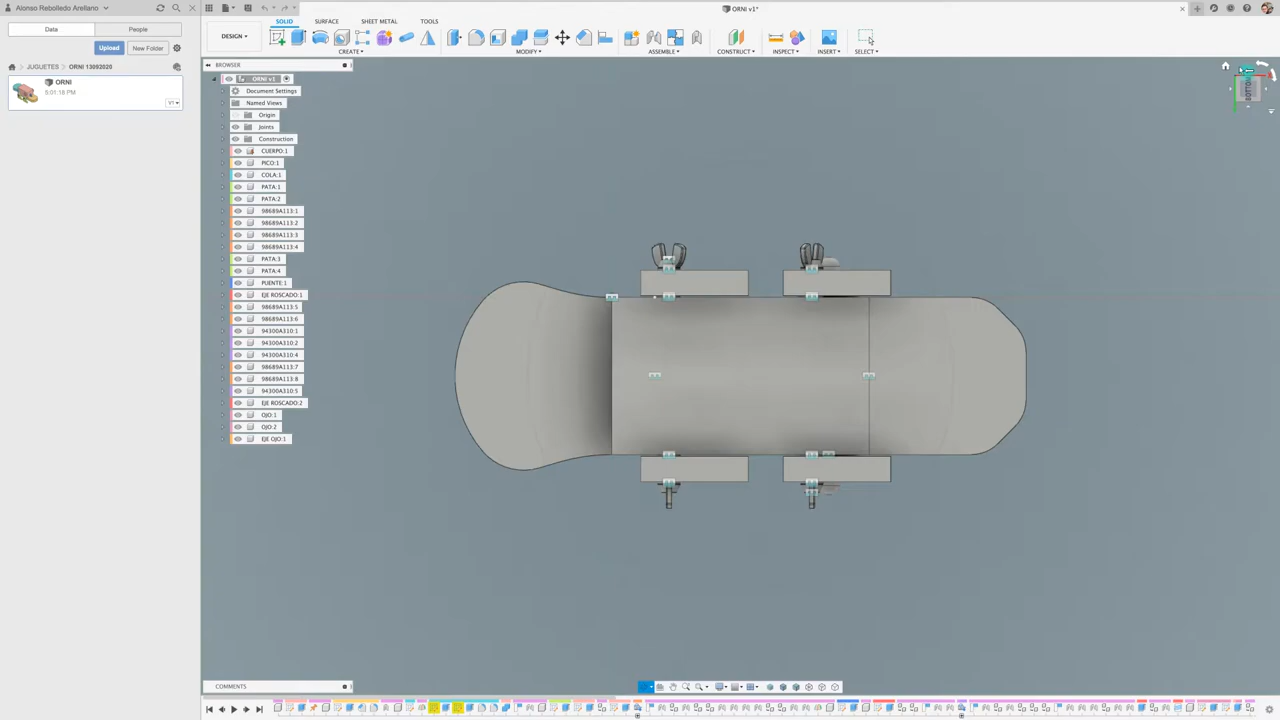 Alonso Rebolledo Arellano
ORNI v1*
Data
People
Upload
New Folder
JUGUETES
ORNI 13092020
ORNI
5:01:18 PM
V1
DESIGN
SOLID
SURFACE
SHEET METAL
TOOLS
CREATE
MODIFY
ASSEMBLE
CONSTRUCT
INSPECT
INSERT
SELECT
BROWSER
ORNI v1
Document Settings
Named Views
Origin
Joints
Construction
CUERPO:1
PICO:1
COLA:1
PATA:1
PATA:2
98689A113:1
98689A113:2
98689A113:3
98689A113:4
PATA:3
PATA:4
PUENTE:1
EJE ROSCADO:1
98689A113:5
98689A113:6
94300A310:1
94300A310:2
94300A310:4
98689A113:7
98689A113:8
94300A310:5
EJE ROSCADO:2
OJO:1
OJO:2
EJE OJO:1
BOTTOM
COMMENTS